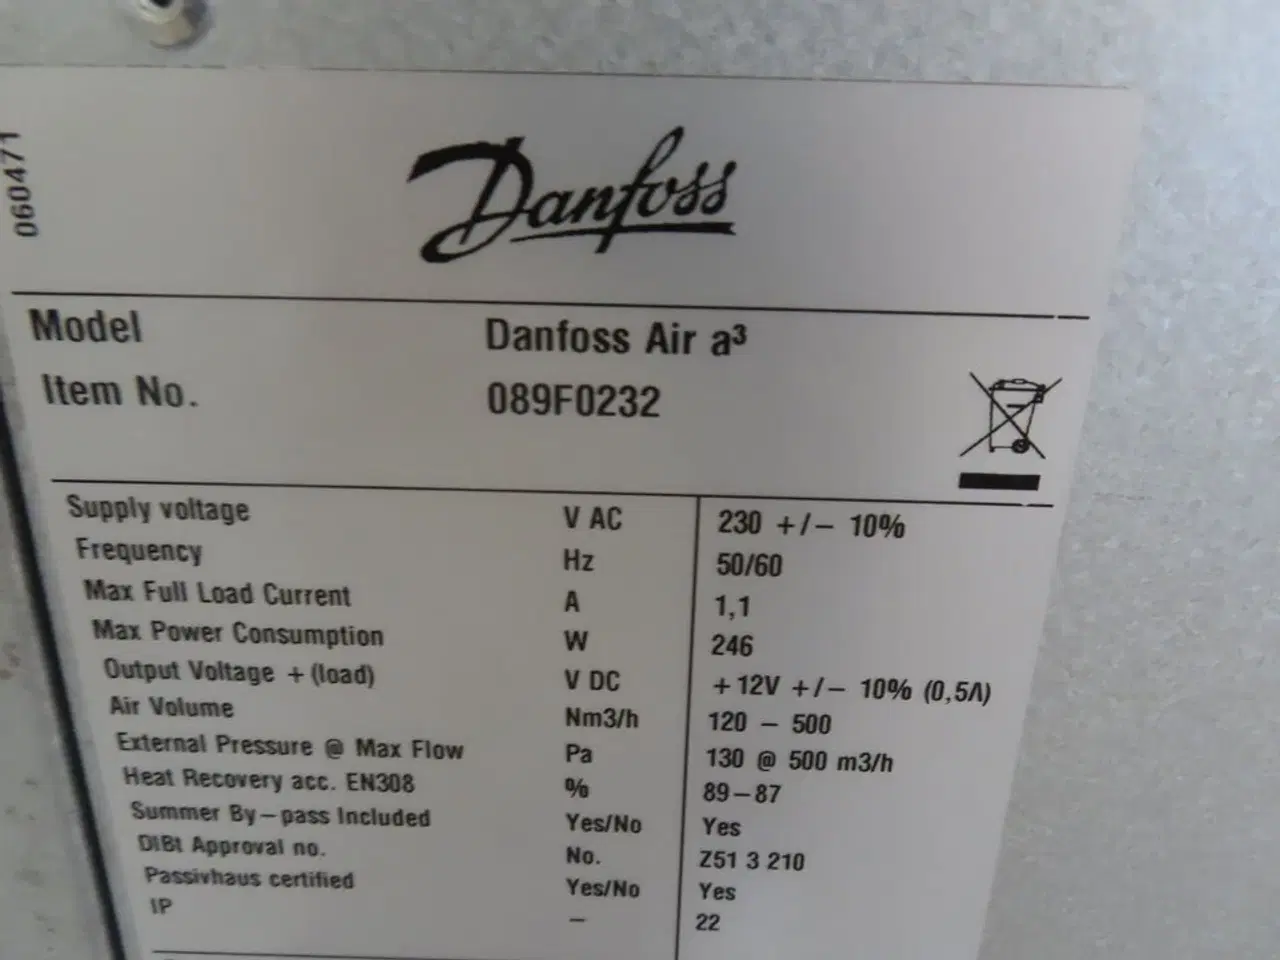 060471
Danfoss
Model Danfoss Air a³
Item No. 089F0232
Supply voltage V AC 230 +/− 10%
Frequency Hz 50/60
Max Full Load Current A 1,1
Max Power Consumption W 246
Output Voltage + (load) V DC +12V +/− 10% (0,5A)
Air Volume Nm3/h 120 − 500
External Pressure @ Max Flow Pa 130 @ 500 m3/h
Heat Recovery acc. EN308 % 89−87
Summer By−pass Included Yes/No Yes
DIBt Approval no. No. Z51 3 210
Passivhaus certified Yes/No Yes
IP − 22